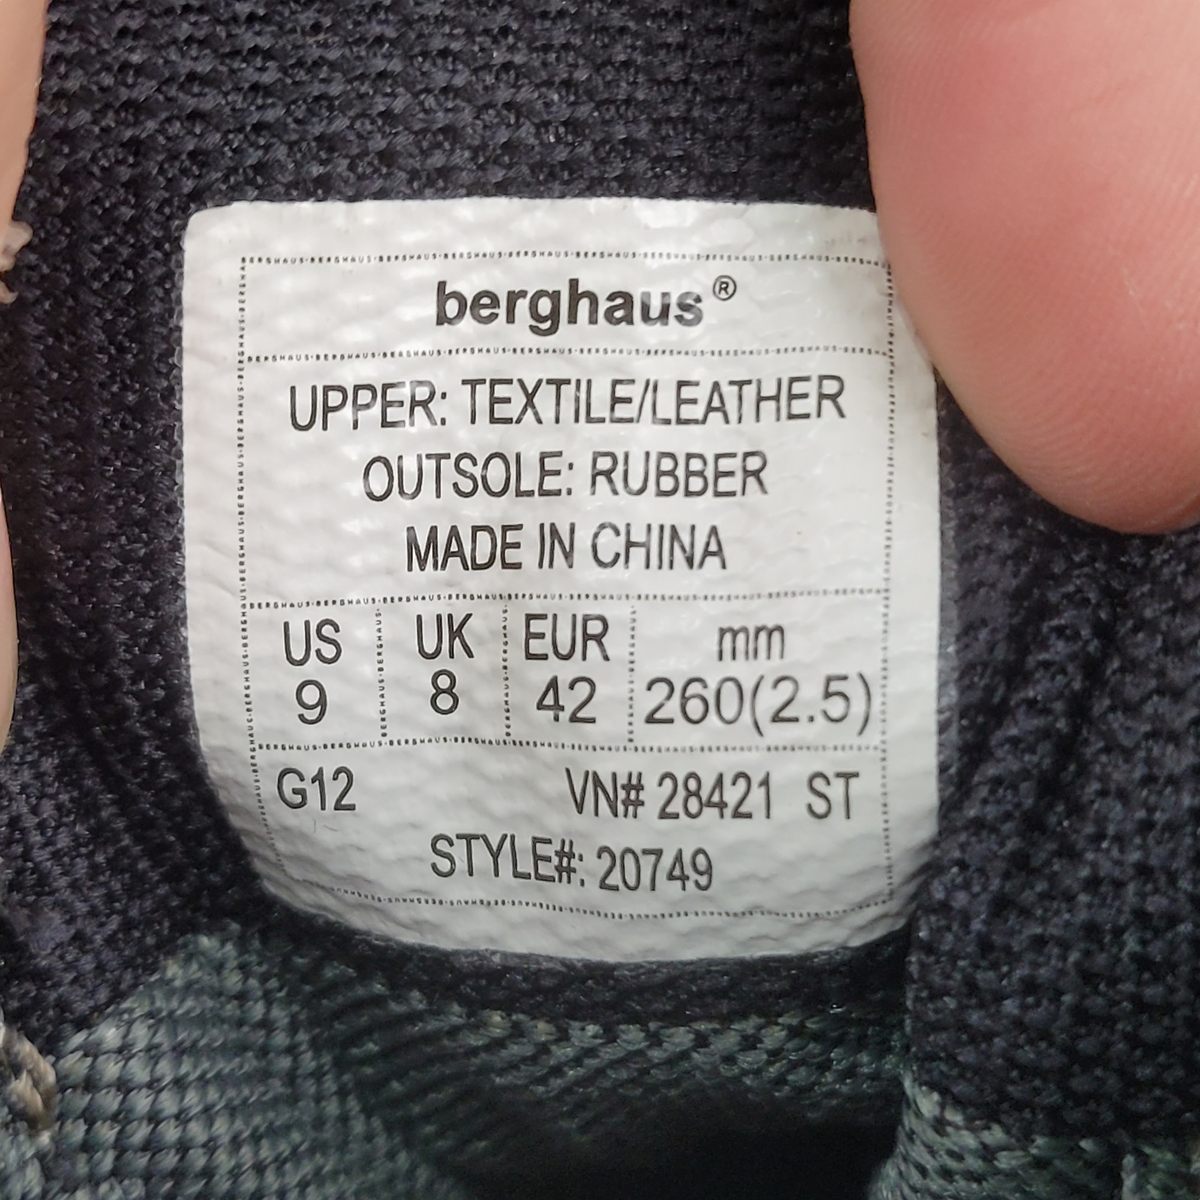 berghaus®
UPPER: TEXTILE/LEATHER
OUTSOLE: RUBBER
MADE IN CHINA
US UK EUR mm
9 8 42 260(2.5)
G12 VN# 28421 ST
STYLE#: 20749